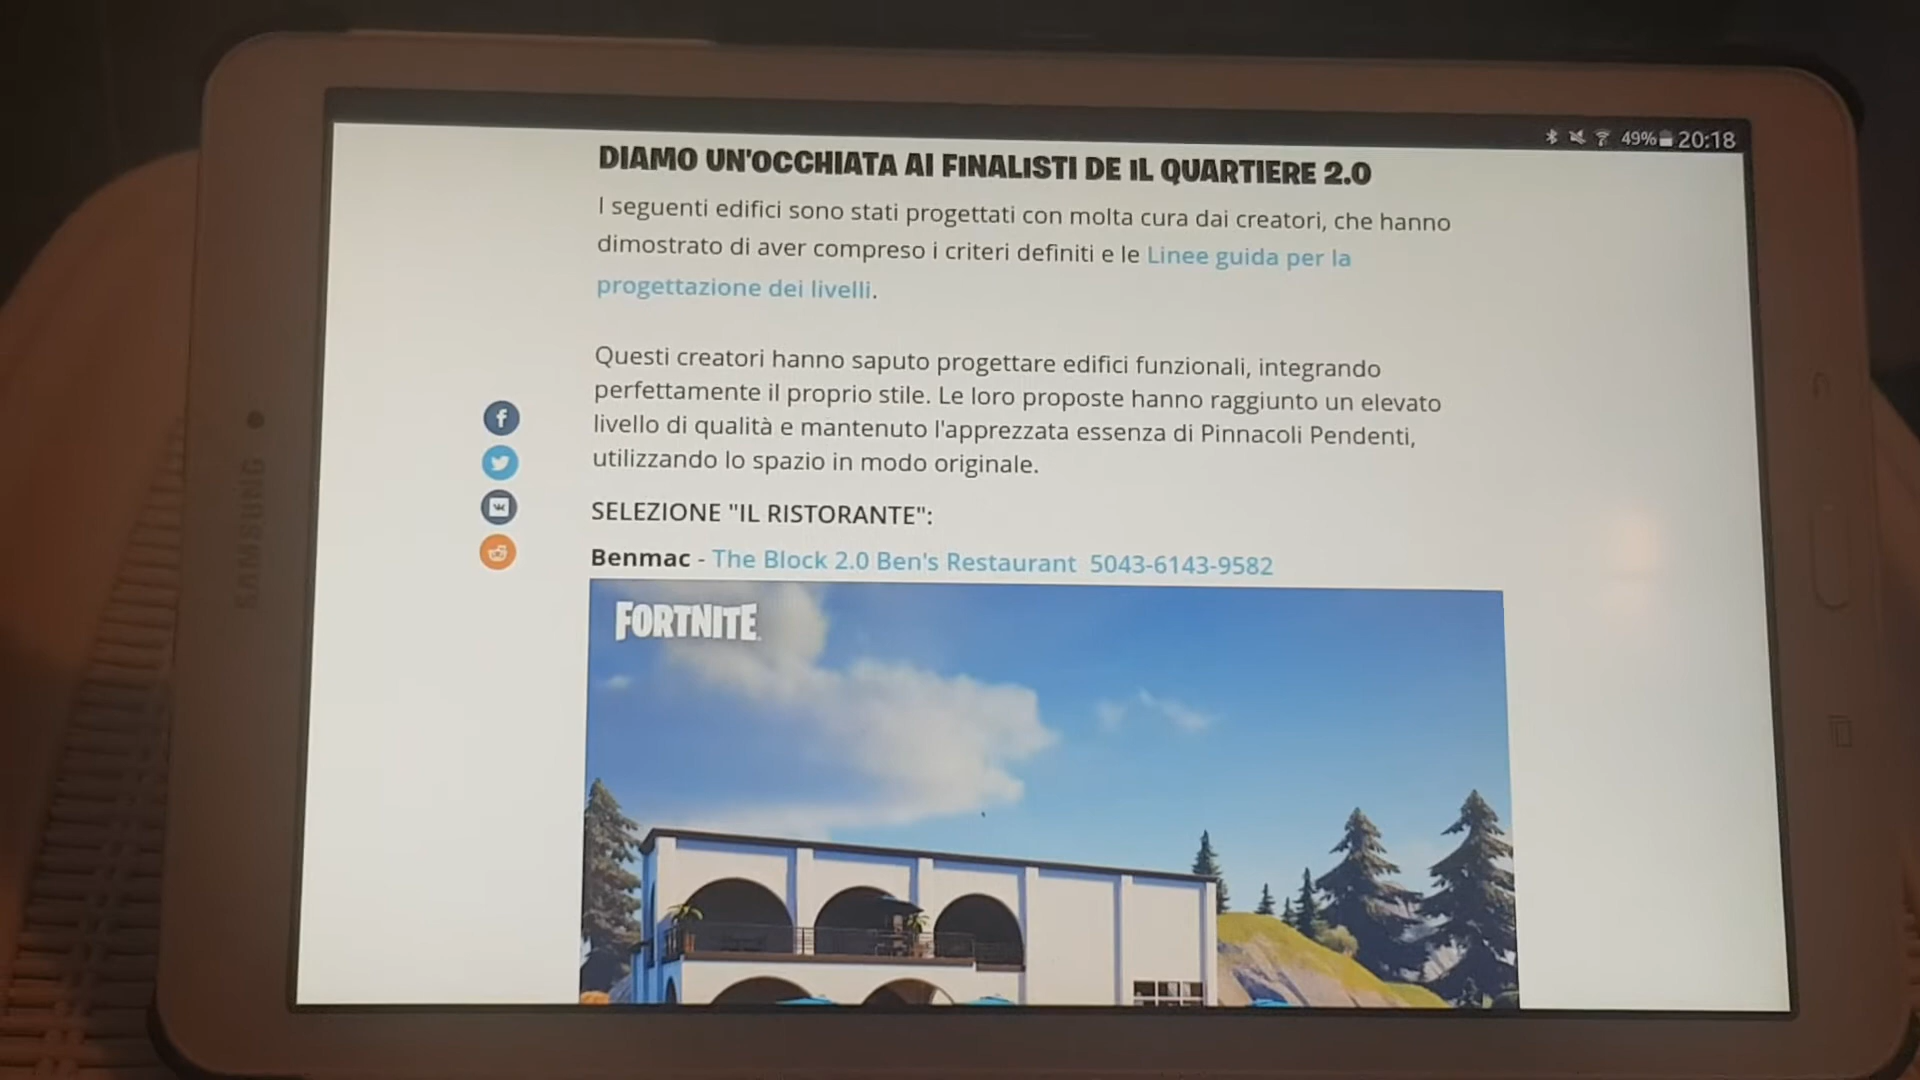 49% 20:18
DIAMO UN'OCCHIATA AI FINALISTI DE IL QUARTIERE 2.0
I seguenti edifici sono stati progettati con molta cura dai creatori, che hanno
dimostrato di aver compreso i criteri definiti e le Linee guida per la
progettazione dei livelli.
Questi creatori hanno saputo progettare edifici funzionali, integrando
perfettamente il proprio stile. Le loro proposte hanno raggiunto un elevato
livello di qualità e mantenuto l'apprezzata essenza di Pinnacoli Pendenti,
utilizzando lo spazio in modo originale.
SELEZIONE "IL RISTORANTE":
Benmac - The Block 2.0 Ben's Restaurant 5043-6143-9582
FORTNITE
SAMSUNG